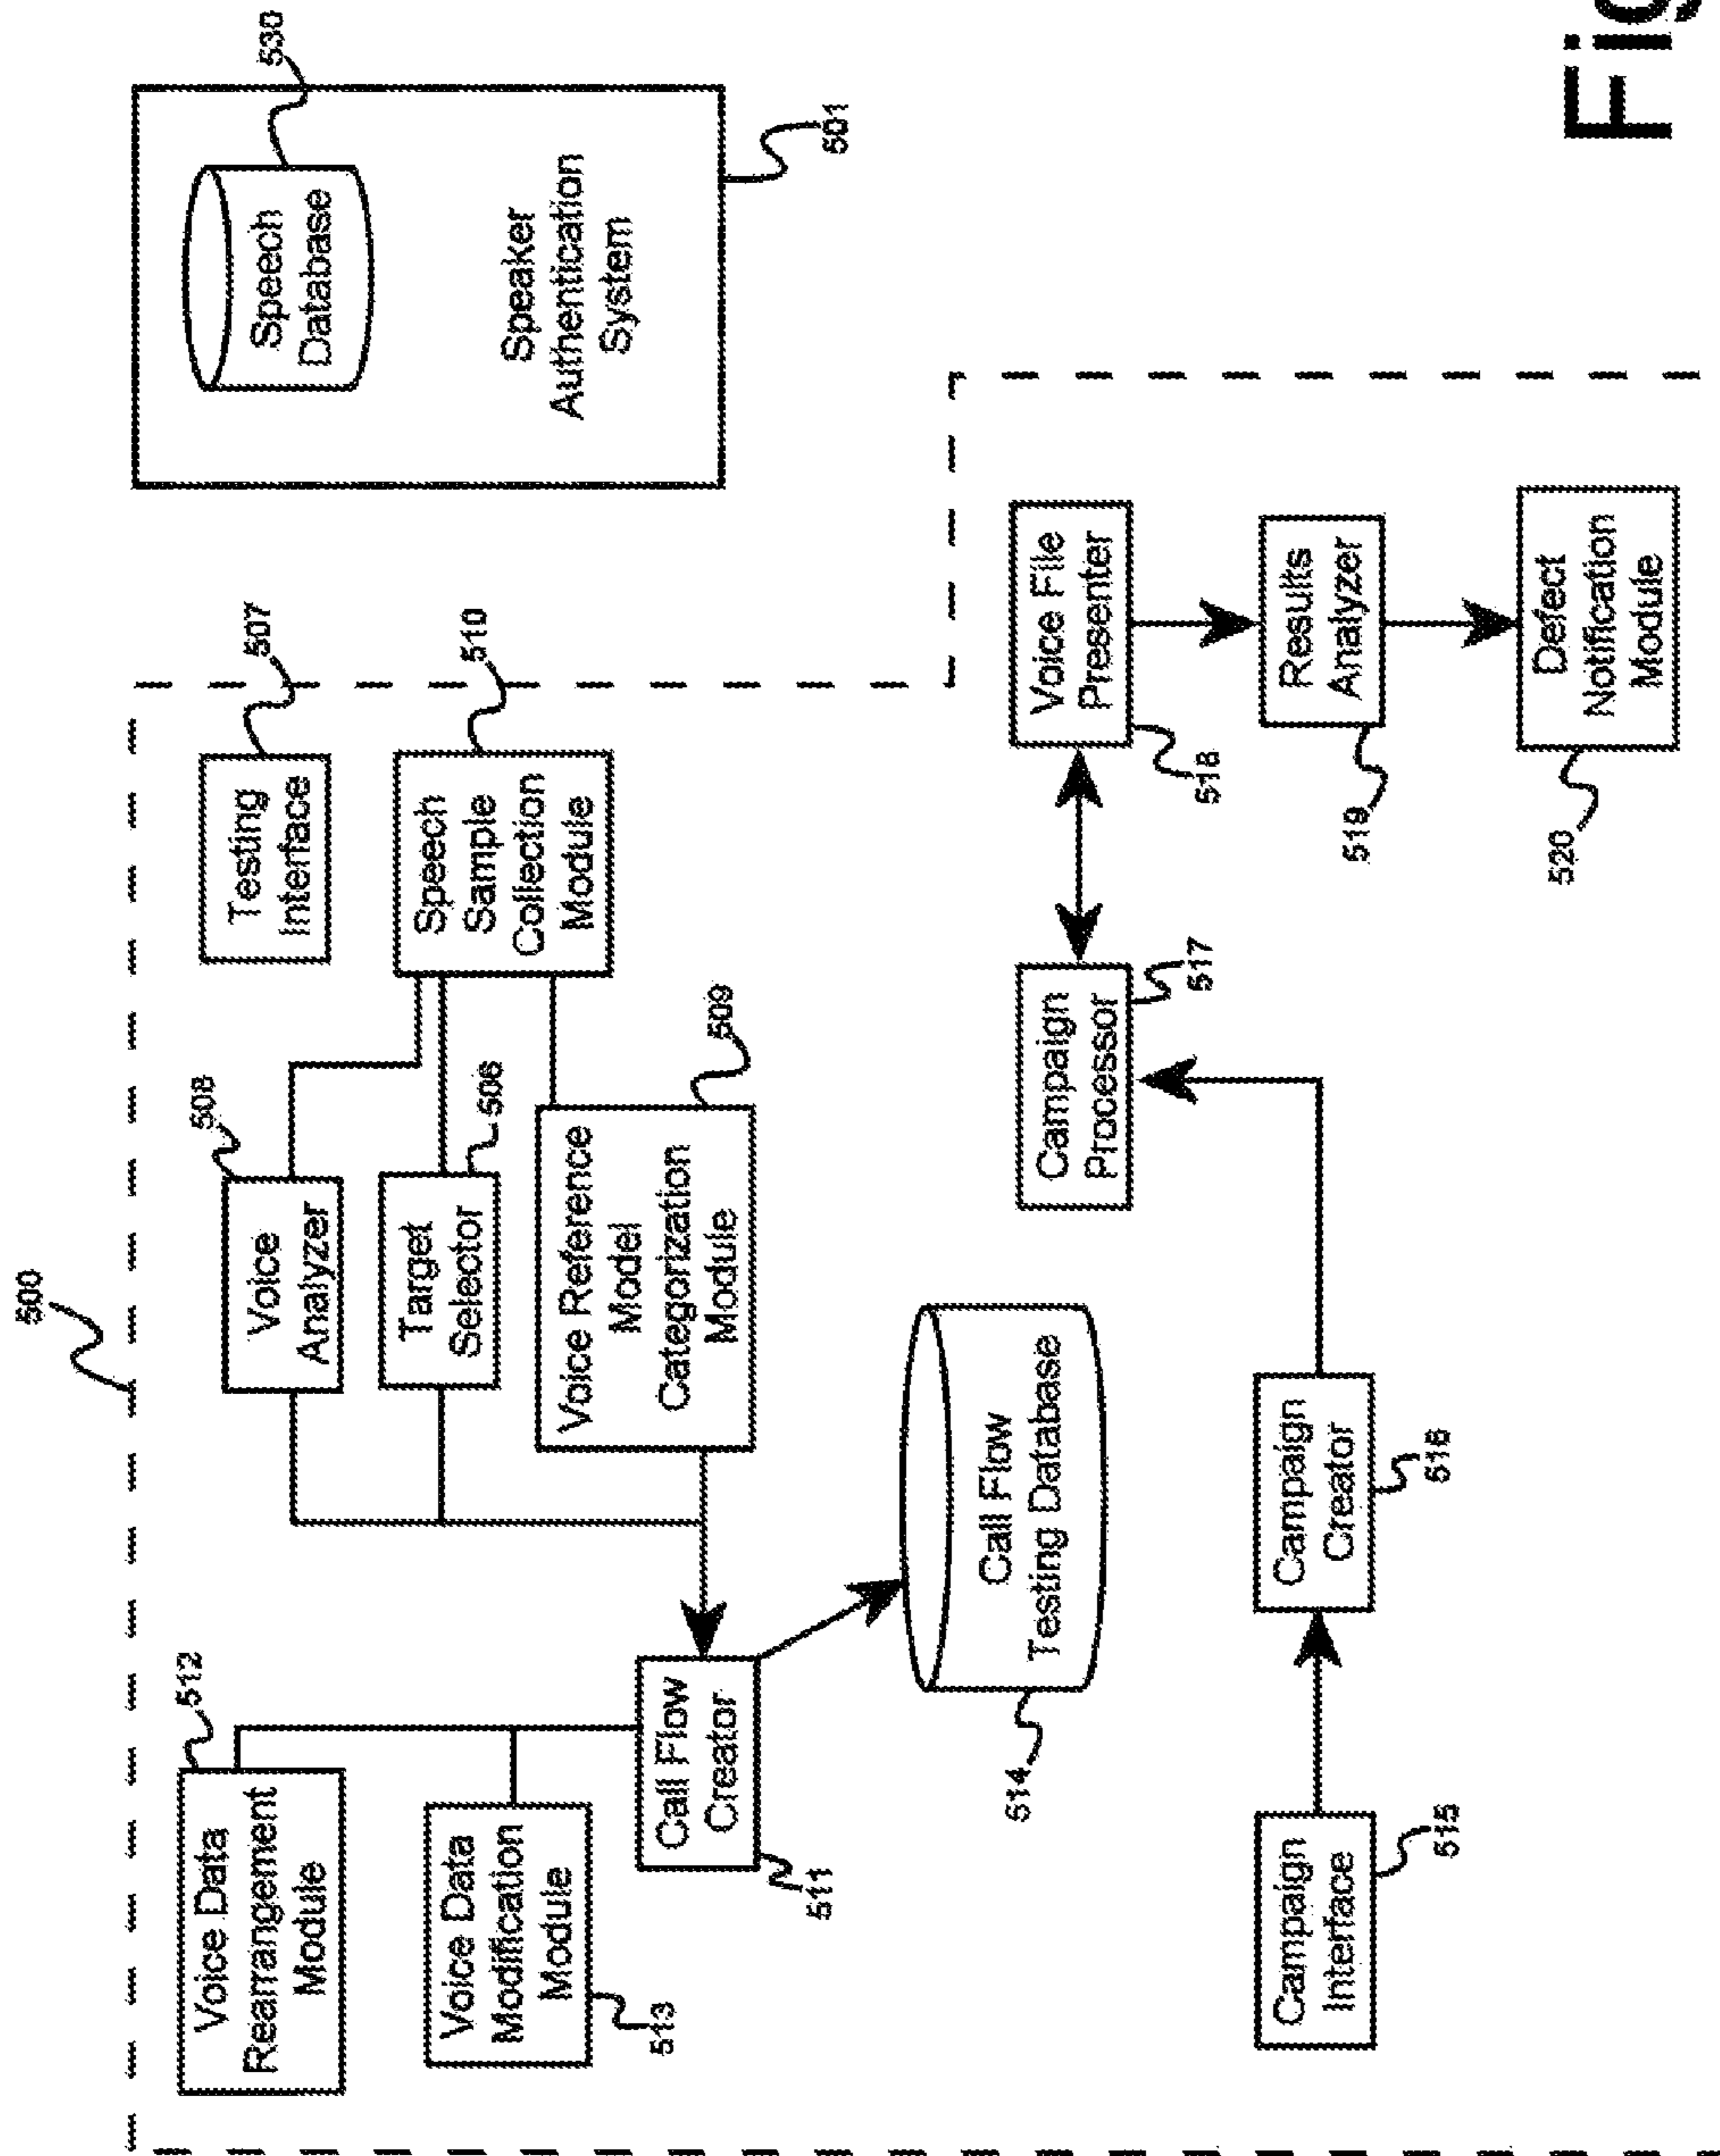 500
512
Voice Data
Rearrangement
Module
508
Voice
Analyzer
Testing
Interface
507
Speech
Database
530
Voice Data
Modification
Module
513
Target
Selector
506
Speech
Sample
Collection
Module
510
Speaker
Authentication
System
501
Voice Reference
Model
Categorization
Module
509
Call Flow
Creator
511
Call Flow
Testing Database
514
Campaign
Processor
517
Voice File
Presenter
518
Campaign
Interface
515
Campaign
Creator
516
Results
Analyzer
519
Defect
Notification
Module
520
Fig